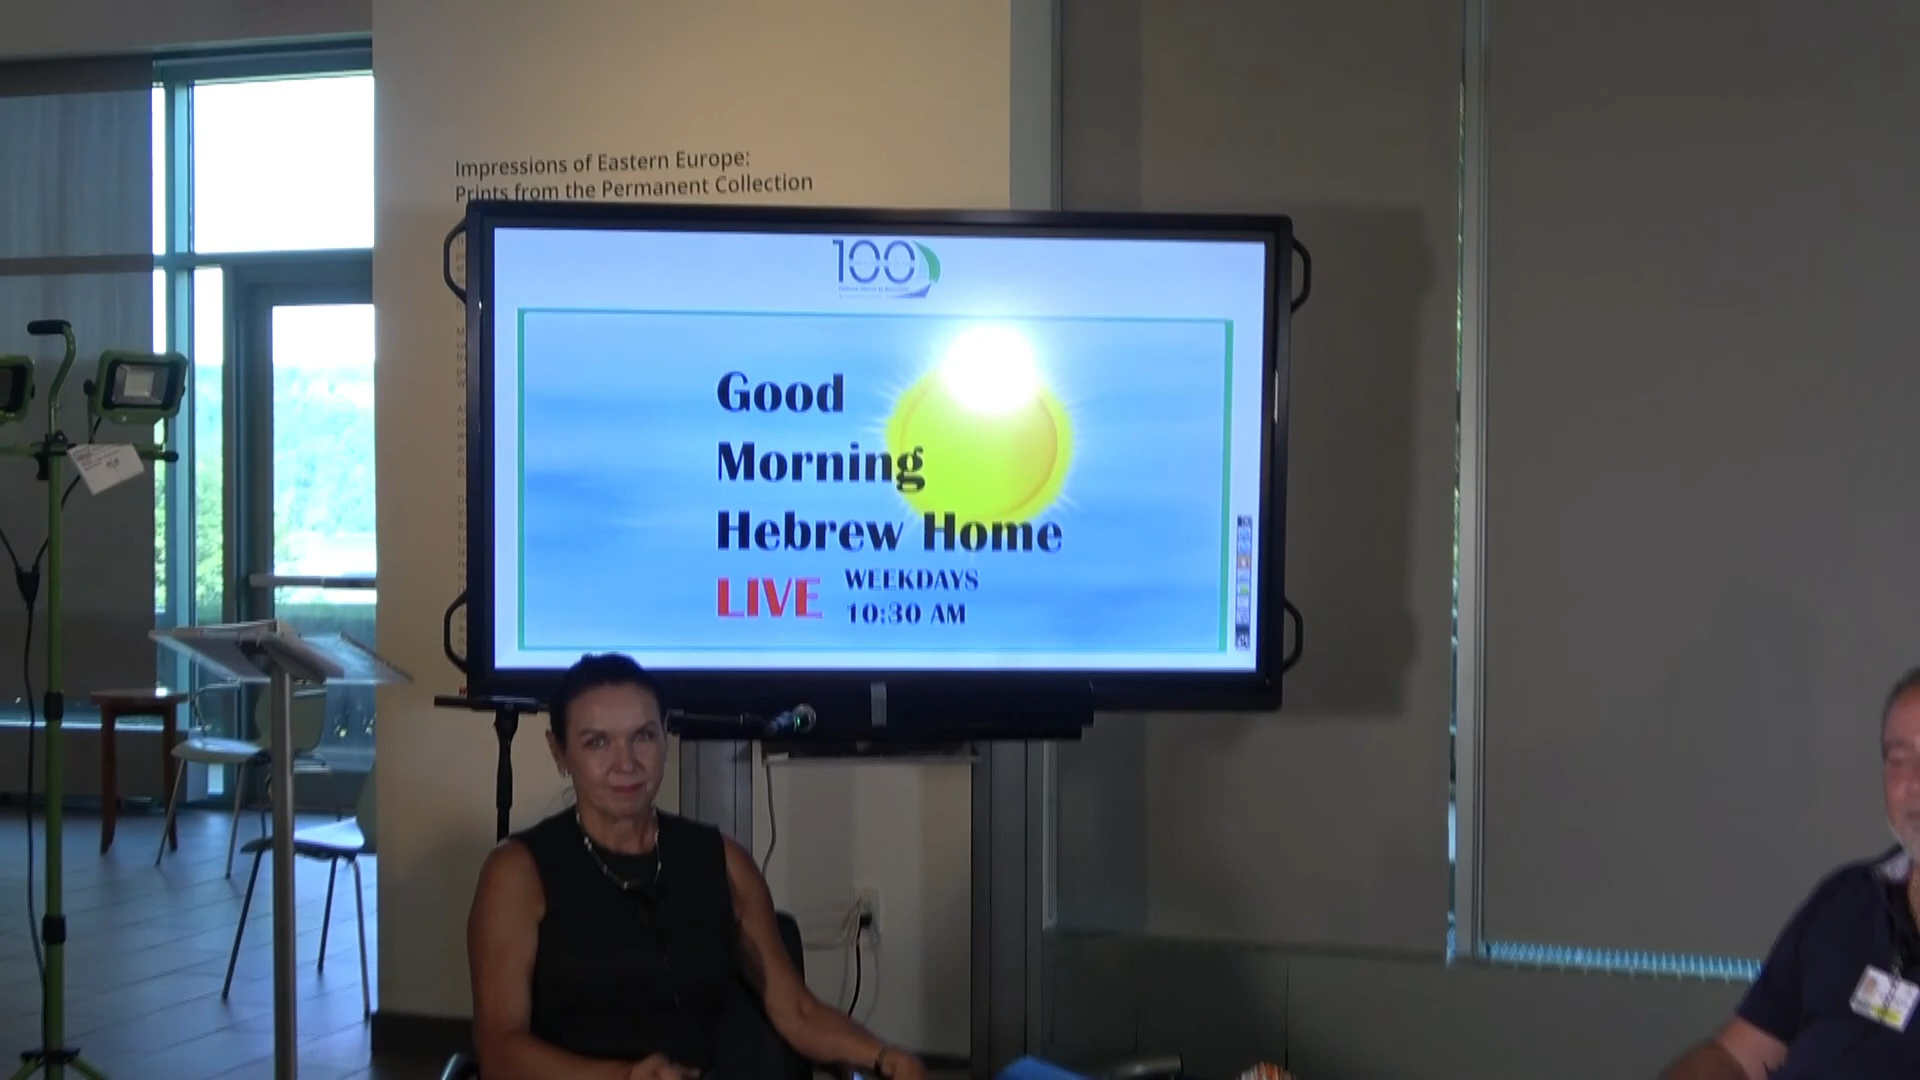 Impressions of Eastern Europe:
Prints from the Permanent Collection
100
Good
Morning
Hebrew Home
LIVE WEEKDAYS
10:30 AM